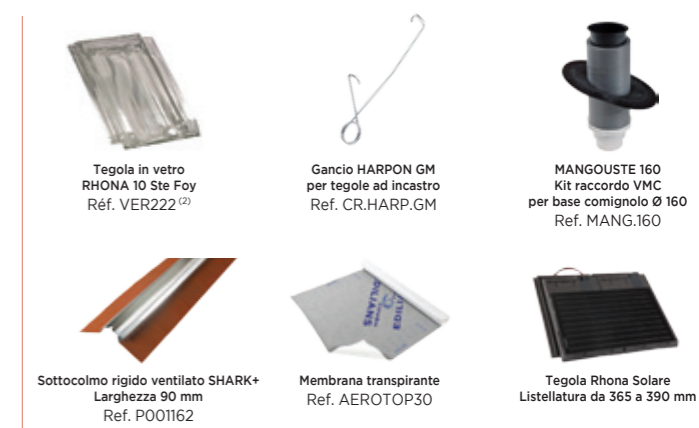 Tegola in vetro
RHONA 10 Ste Foy
Réf. VER222 (2)
Gancio HARPON GM
per tegole ad incastro
Ref. CR.HARP.GM
MANGOUSTE 160
Kit raccordo VMC
per base comignolo Ø 160
Ref. MANG.160
EDILIANS
Sottocolmo rigido ventilato SHARK+
Larghezza 90 mm
Ref. P001162
Membrana transpirante
Ref. AEROTOP30
Tegola Rhona Solare
Listellatura da 365 a 390 mm